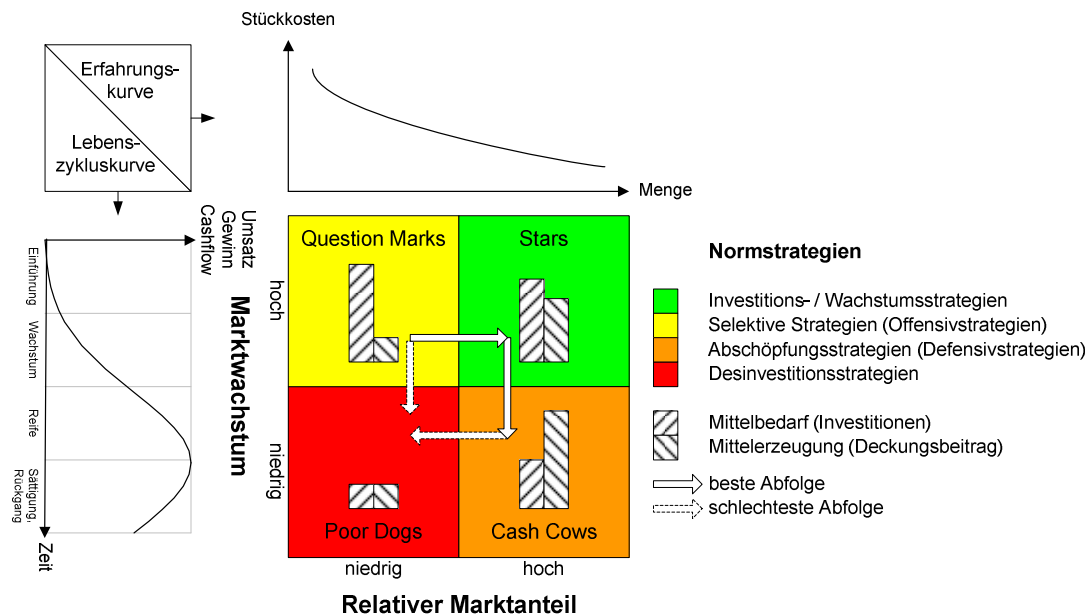 Stückkosten
Erfahrungs-
kurve
Lebens-
zykluskurve
Menge
Umsatz
Gewinn
Cashflow
Einführung
Wachstum
Reife
Sättigung,
Rückgang
Zeit
Marktwachstum
hoch
niedrig
Question Marks
Stars
Poor Dogs
Cash Cows
niedrig
hoch
Relativer Marktanteil
Normstrategien
Investitions- / Wachstumsstrategien
Selektive Strategien (Offensivstrategien)
Abschöpfungsstrategien (Defensivstrategien)
Desinvestitionsstrategien
Mittelbedarf (Investitionen)
Mittelerzeugung (Deckungsbeitrag)
beste Abfolge
schlechteste Abfolge